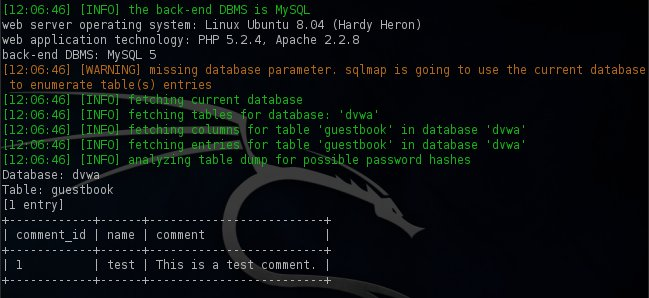 [12:06:46] [INFO] the back-end DBMS is MySQL
web server operating system: Linux Ubuntu 8.04 (Hardy Heron)
web application technology: PHP 5.2.4, Apache 2.2.8
back-end DBMS: MySQL 5
[12:06:46] [WARNING] missing database parameter. sqlmap is going to use the current database
to enumerate table(s) entries
[12:06:46] [INFO] fetching current database
[12:06:46] [INFO] fetching tables for database: 'dvwa'
[12:06:46] [INFO] fetching columns for table 'guestbook' in database 'dvwa'
[12:06:46] [INFO] fetching entries for table 'guestbook' in database 'dvwa'
[12:06:46] [INFO] analyzing table dump for possible password hashes
Database: dvwa
Table: guestbook
[1 entry]
+------------+------+-------------------------+
| comment_id | name | comment                 |
+------------+------+-------------------------+
| 1          | test | This is a test comment. |
+------------+------+-------------------------+